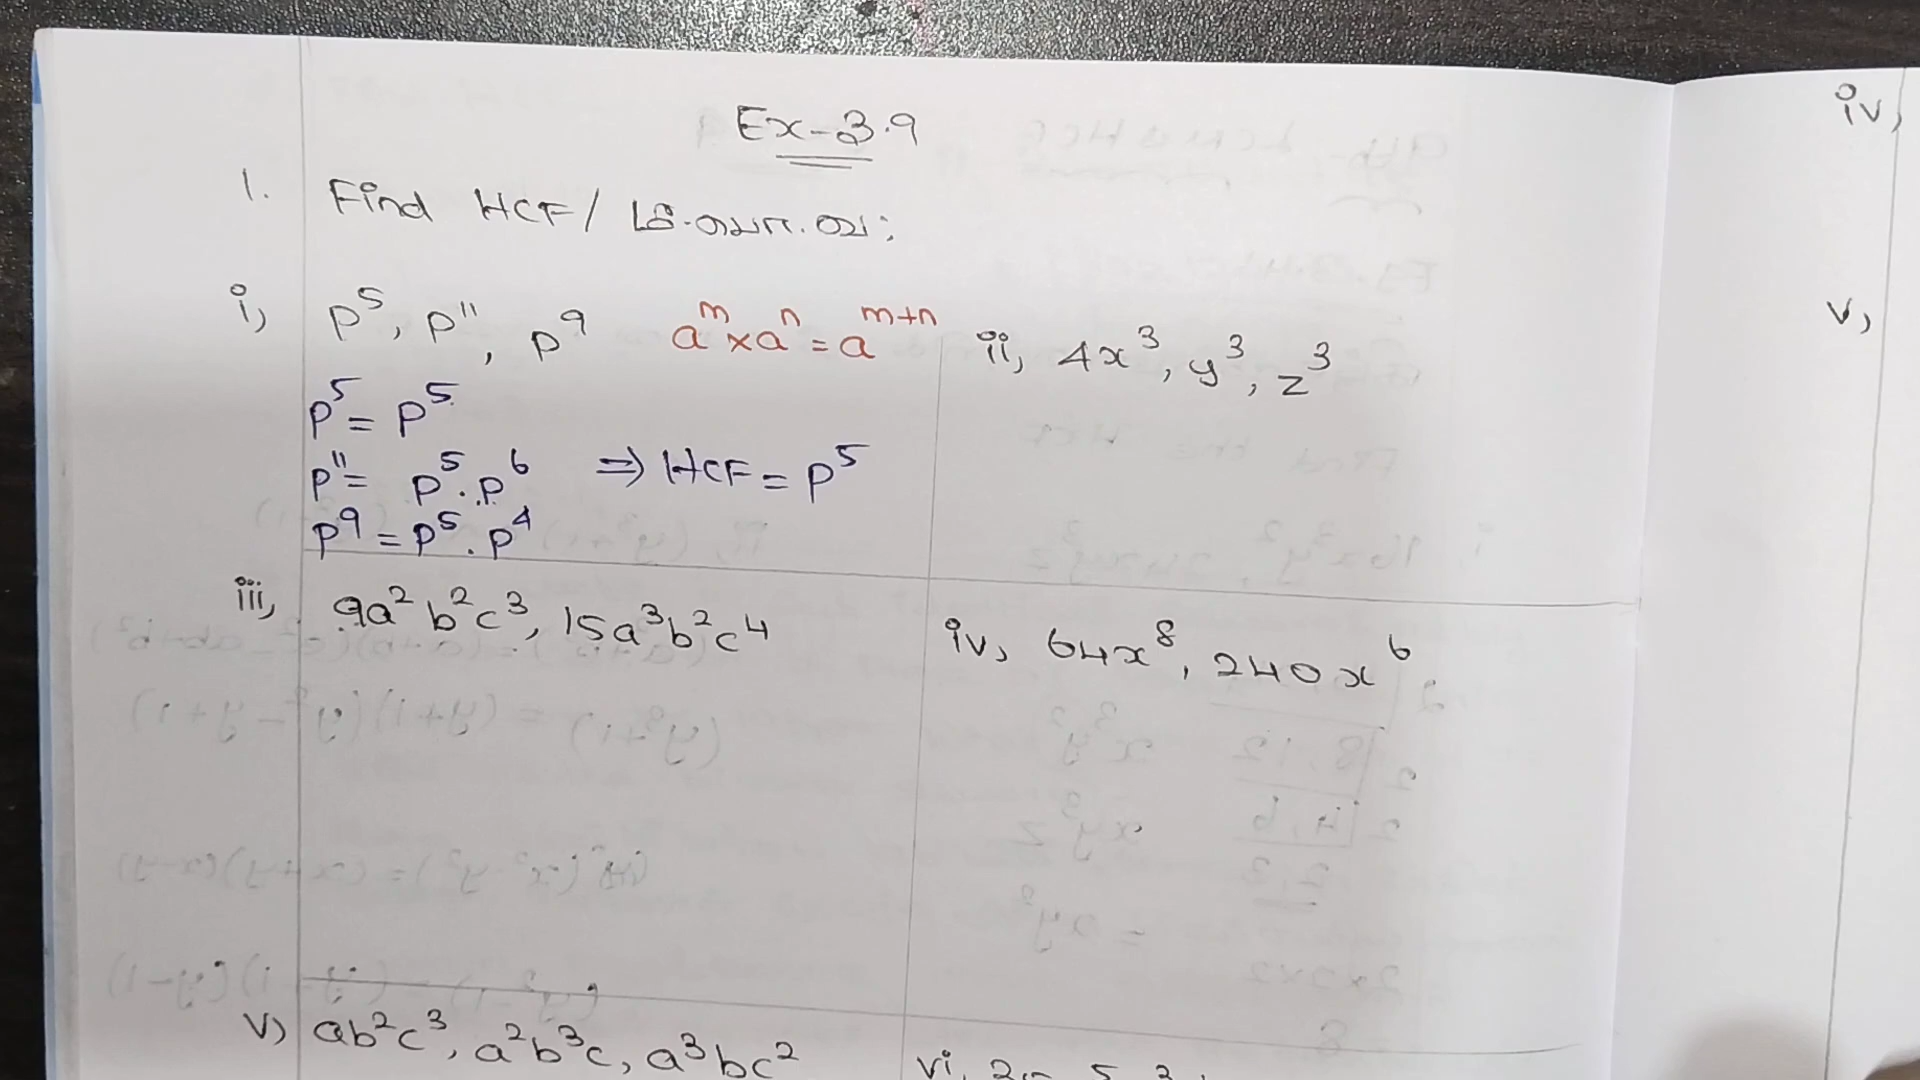 Ex-3.9
1. Find HCF/ மீ.பொ.வ:
i, p⁵, p¹¹, p⁹ aᵐ×aⁿ = aᵐ⁺ⁿ
p⁵ = p⁵
p¹¹ = p⁵.p⁶ ⇒ HCF = p⁵
p⁹ = p⁵.p⁴
ii, 4x³, y³, z³
iii, 9a²b²c³, 15a³b²c⁴
iv, 64x⁸, 240x⁶
v) ab²c³, a²b³c, a³bc²
vi,
iv,
v,